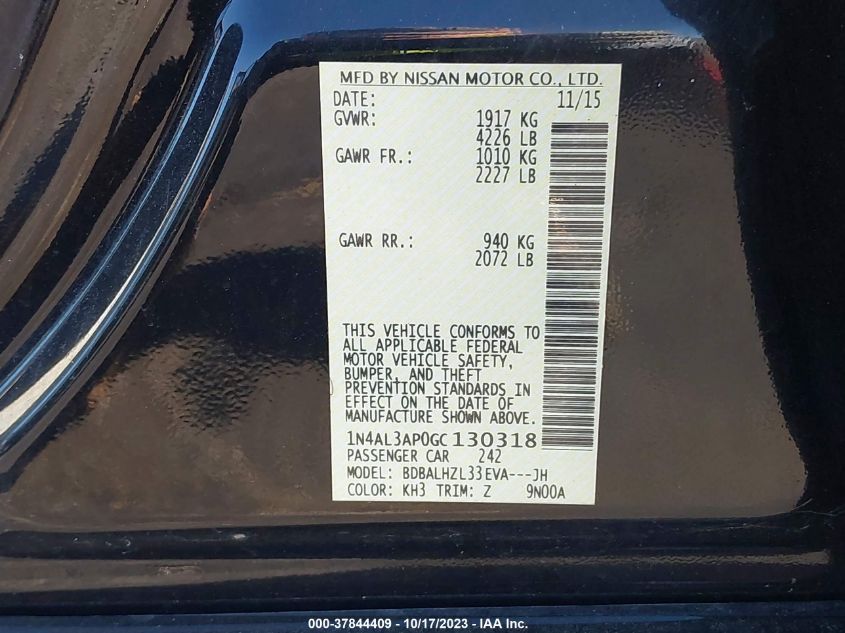 MFD BY NISSAN MOTOR CO., LTD.
DATE: 11/15
GVWR: 1917 KG
4226 LB
GAWR FR.: 1010 KG
2227 LB
GAWR RR.: 940 KG
2072 LB
THIS VEHICLE CONFORMS TO
ALL APPLICABLE FEDERAL
MOTOR VEHICLE SAFETY,
BUMPER, AND THEFT
PREVENTION STANDARDS IN
EFFECT ON THE DATE OF
MANUFACTURE SHOWN ABOVE.
1N4AL3AP0GC130318
PASSENGER CAR 242
MODEL: BDBALHZL33EVA---JH
COLOR: KH3 TRIM: Z 9N00A
000-37844409 - 10/17/2023 - IAA Inc.